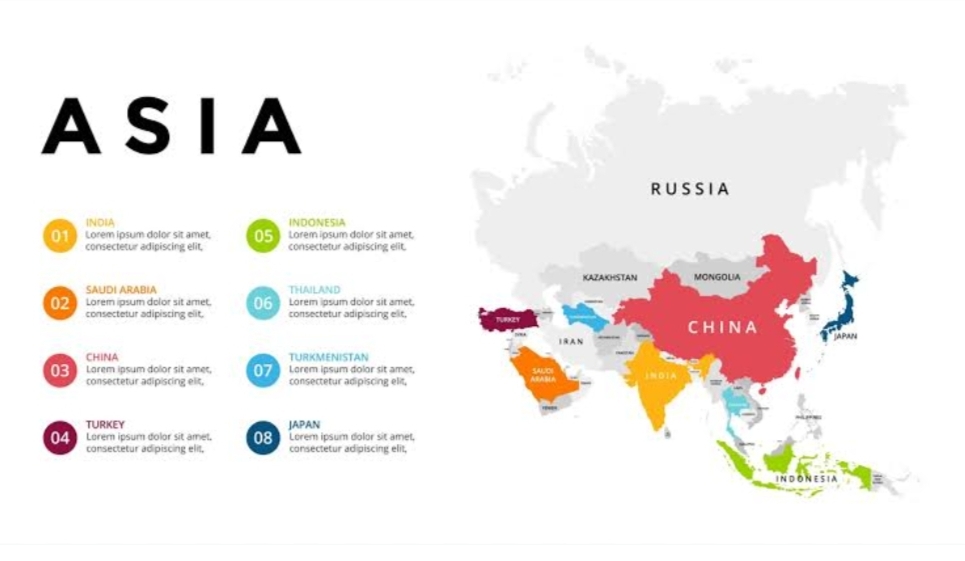 ASIA
01
INDIA
Lorem ipsum dolor sit amet,
consectetur adipiscing elit,
02
SAUDI ARABIA
Lorem ipsum dolor sit amet,
consectetur adipiscing elit,
03
CHINA
Lorem ipsum dolor sit amet,
consectetur adipiscing elit,
04
TURKEY
Lorem ipsum dolor sit amet,
consectetur adipiscing elit,
05
INDONESIA
Lorem ipsum dolor sit amet,
consectetur adipiscing elit,
06
THAILAND
Lorem ipsum dolor sit amet,
consectetur adipiscing elit,
07
TURKMENISTAN
Lorem ipsum dolor sit amet,
consectetur adipiscing elit,
08
JAPAN
Lorem ipsum dolor sit amet,
consectetur adipiscing elit,
RUSSIA
KAZAKHSTAN
MONGOLIA
TURKEY
CHINA
SYRIA
IRAN
JAPAN
SAUDI
ARABIA
INDIA
YEMEN
PHILIPPINES
INDONESIA